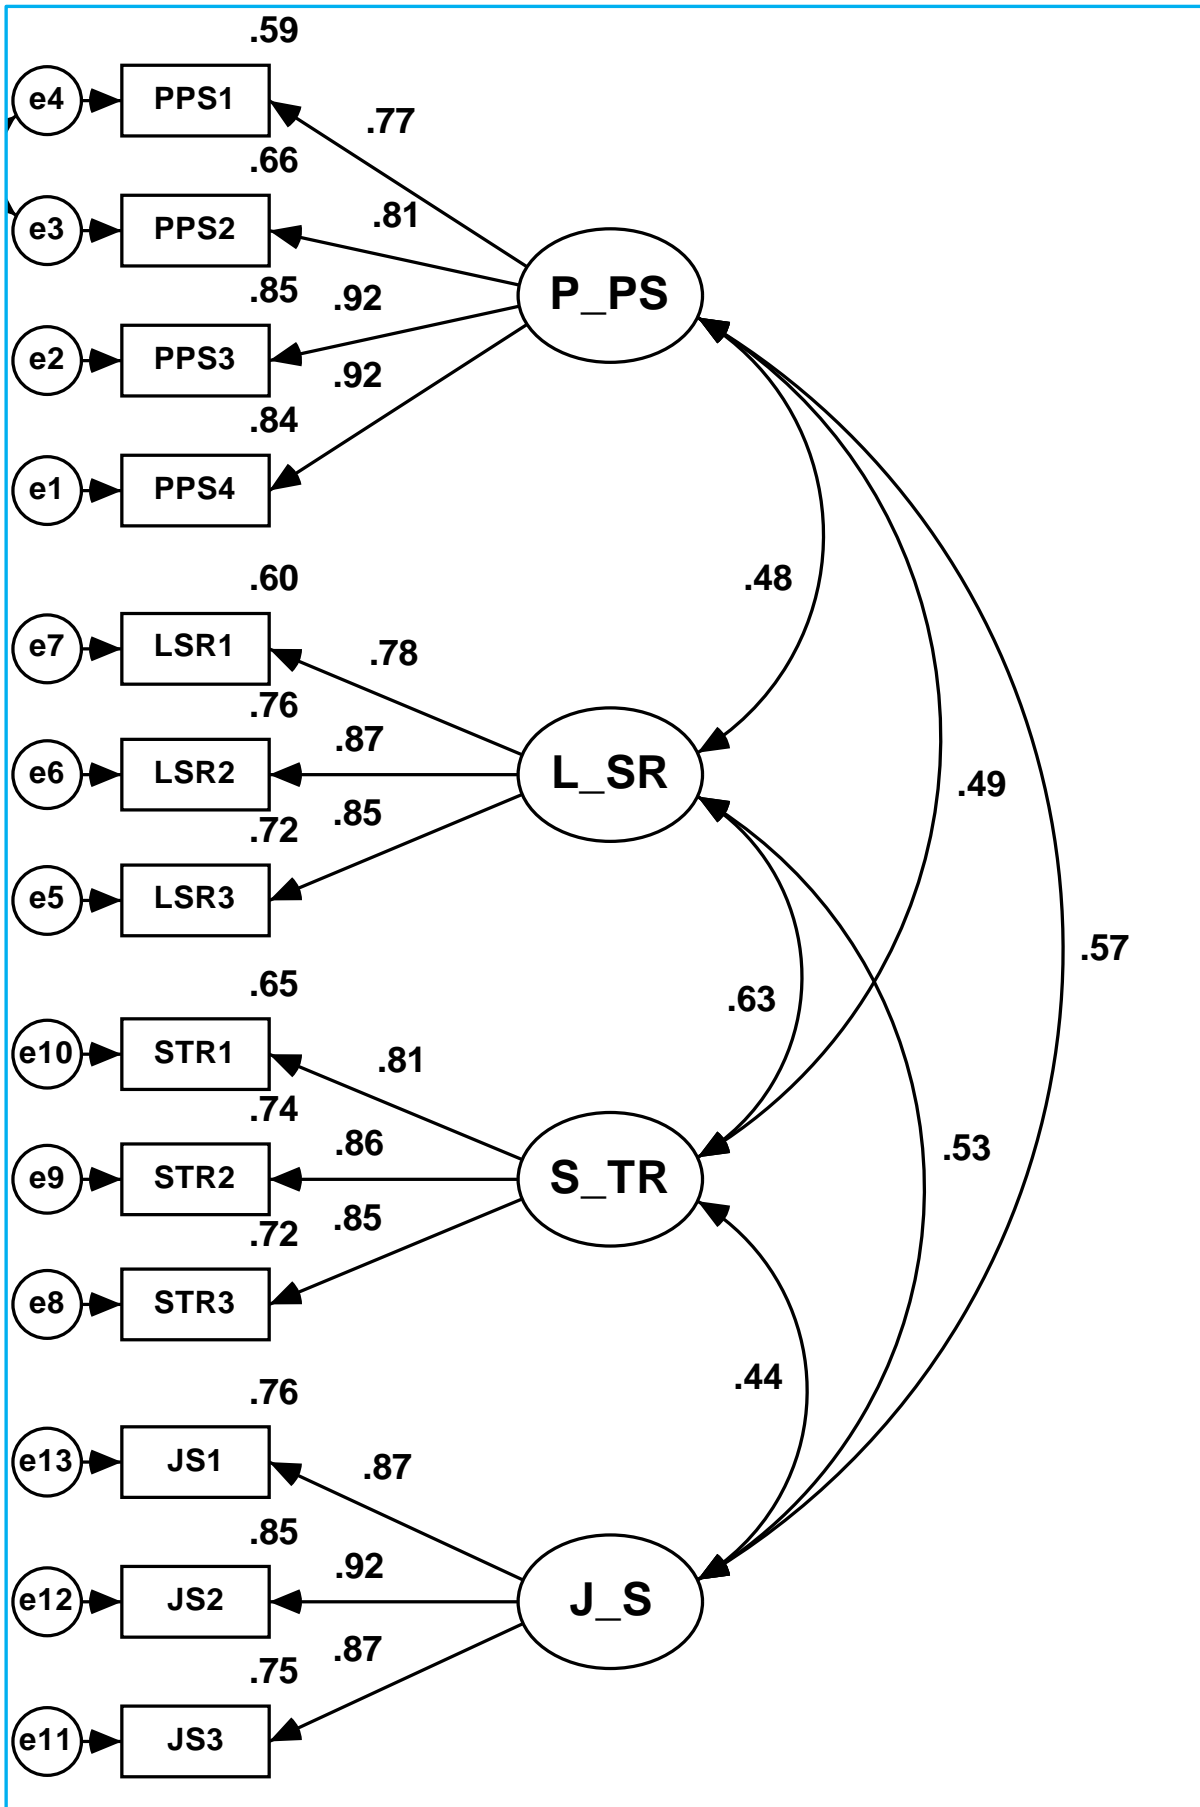 .59
e4 PPS1
.77
.66
e3 PPS2
.81
P_PS
.85
.92
e2 PPS3
.92
.84
e1 PPS4
.60
.48
e7 LSR1
.78
.76
.87
e6 LSR2
L_SR
.49
.72
.85
e5 LSR3
.57
.65
.63
e10 STR1
.81
.74
.86
.53
e9 STR2
S_TR
.72
.85
e8 STR3
.44
.76
e13 JS1
.87
.85
.92
e12 JS2
J_S
.75
.87
e11 JS3